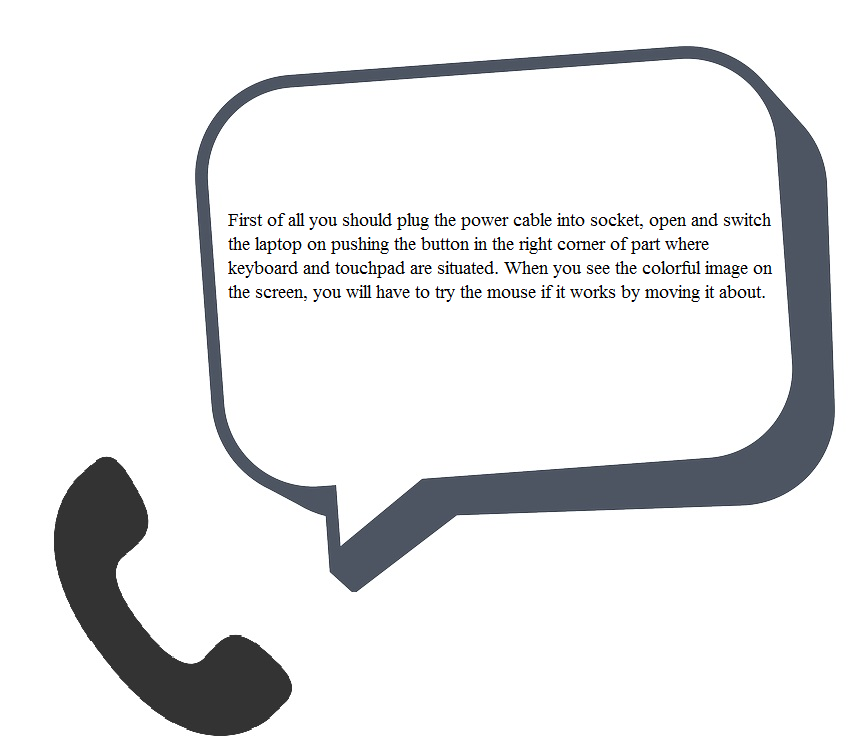 First of all you should plug the power cable into socket, open and switch
the laptop on pushing the button in the right corner of part where
keyboard and touchpad are situated. When you see the colorful image on
the screen, you will have to try the mouse if it works by moving it about.